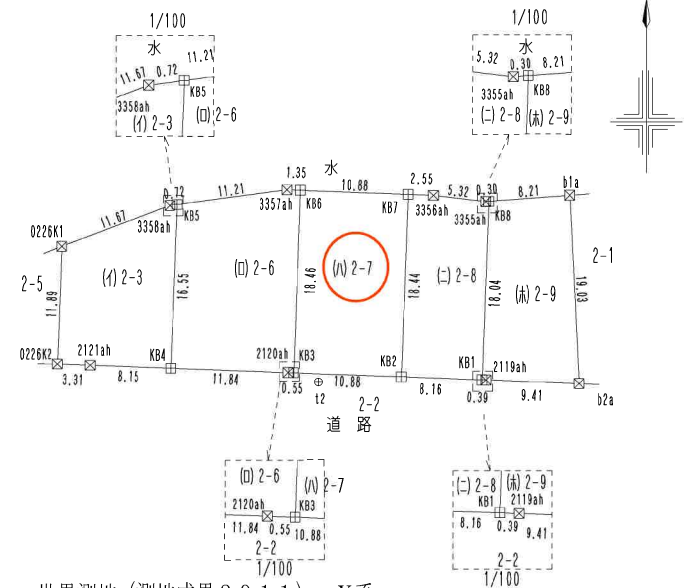 1/100
水
11.67 0.72 11.21
3358ah KB5
(イ) 2-3 (ロ) 2-6
1/100
水
5.32 0.30 8.21
3355ah KB8
(ニ) 2-8 (ホ) 2-9
1.35 水
0226K1 11.67 0.72 11.21 3357ah KB6 10.88 KB7 2.55 3356ah 5.32 0.30 8.21 b1a
3358ah KB5 3355ah KB8
2-5 (イ) 2-3 (ロ) 2-6 (ハ) 2-7 (ニ) 2-8 (ホ) 2-9 2-1
11.89 16.55 18.46 18.44 18.04 19.03
0226K2 2121ah KB4 2120ah KB3 KB2 KB1 2119ah
3.31 8.15 11.84 0.55 t2 10.88 8.16 0.39 9.41 b2a
2-2
道 路
(ロ) 2-6 (ハ) 2-7
2120ah KB3
11.84 0.55 10.88
2-2
1/100
(ニ) 2-8 (ホ) 2-9
KB1 2119ah
8.16 0.39 9.41
2-2
1/100